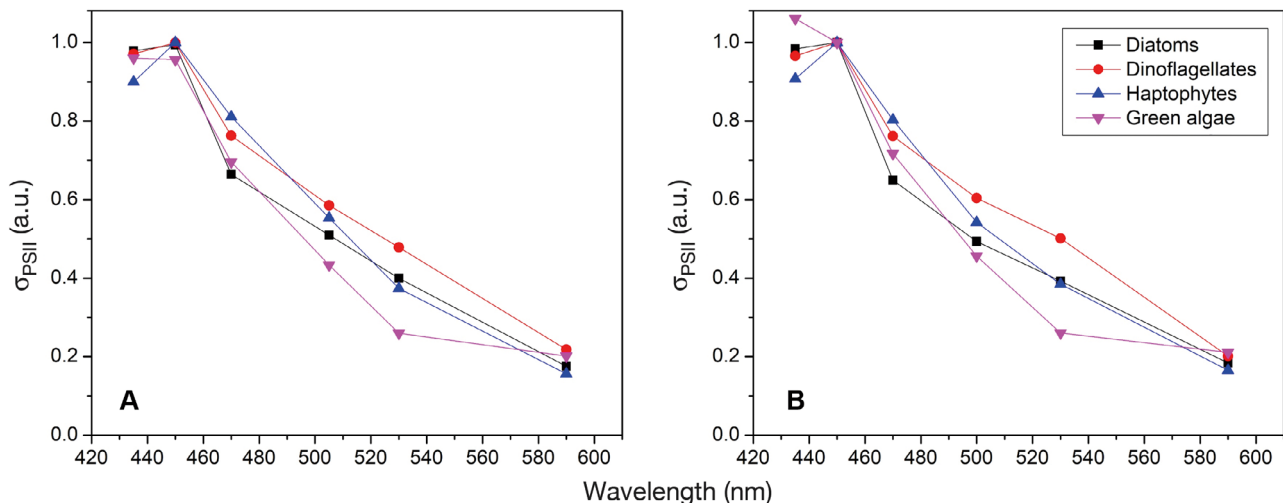 1.0
0.8
0.6
0.4
0.2
0.0
σPSII (a.u.)
A
420 440 460 480 500 520 540 560 580 600
1.0
0.8
0.6
0.4
0.2
0.0
σPSII (a.u.)
Diatoms
Dinoflagellates
Haptophytes
Green algae
B
420 440 460 480 500 520 540 560 580 600
Wavelength (nm)